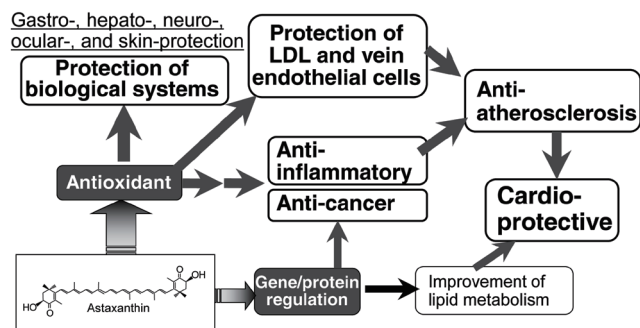 Gastro-, hepato-, neuro-,
ocular-, and skin-protection
Protection of
biological systems
Protection of
LDL and vein
endothelial cells
Anti-
atherosclerosis
Antioxidant
Anti-
inflammatory
Anti-cancer
Cardio-
protective
O
OH
HO
O
Astaxanthin
Gene/protein
regulation
Improvement of
lipid metabolism